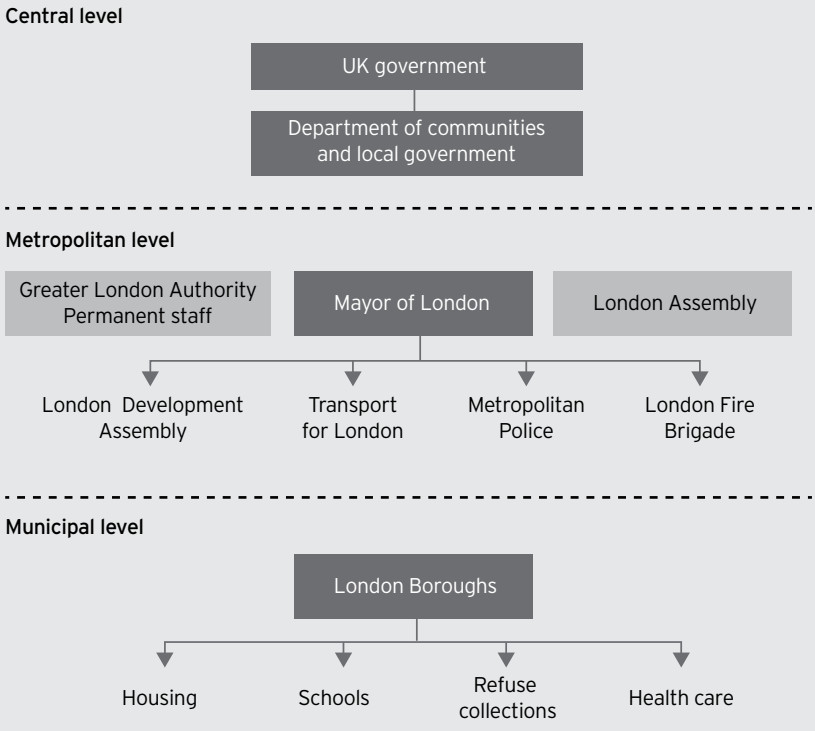 Central level
UK government
Department of communities
and local government
Metropolitan level
Greater London Authority
Permanent staff
Mayor of London
London Assembly
London Development
Assembly
Transport
for London
Metropolitan
Police
London Fire
Brigade
Municipal level
London Boroughs
Housing
Schools
Refuse
collections
Health care